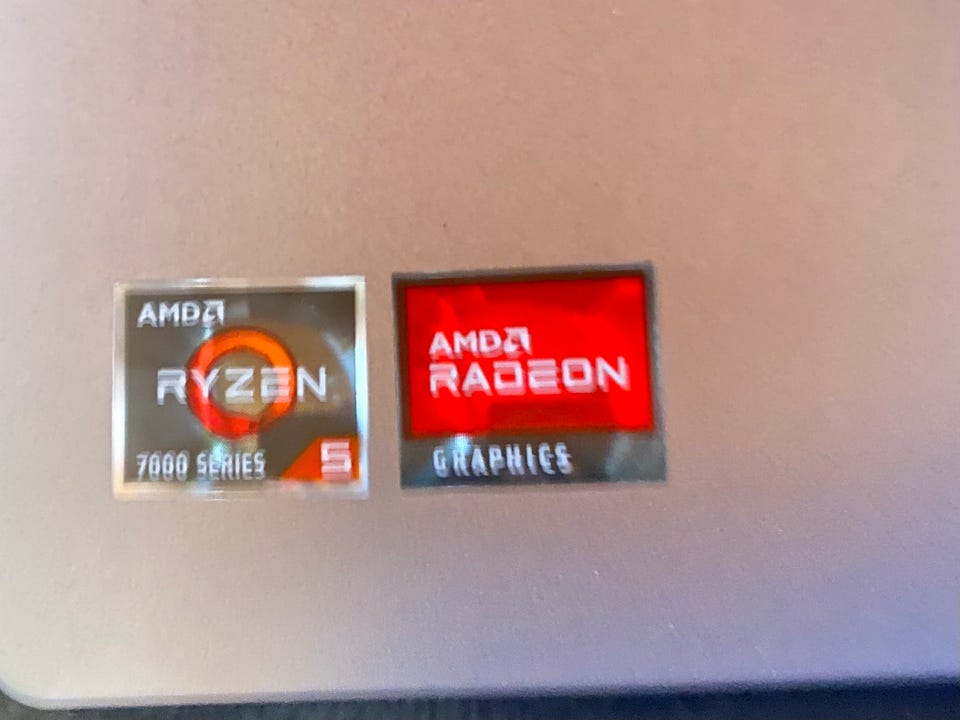 AMD
RYZEN
7000 SERIES
5
AMD
RADEON
GRAPHICS